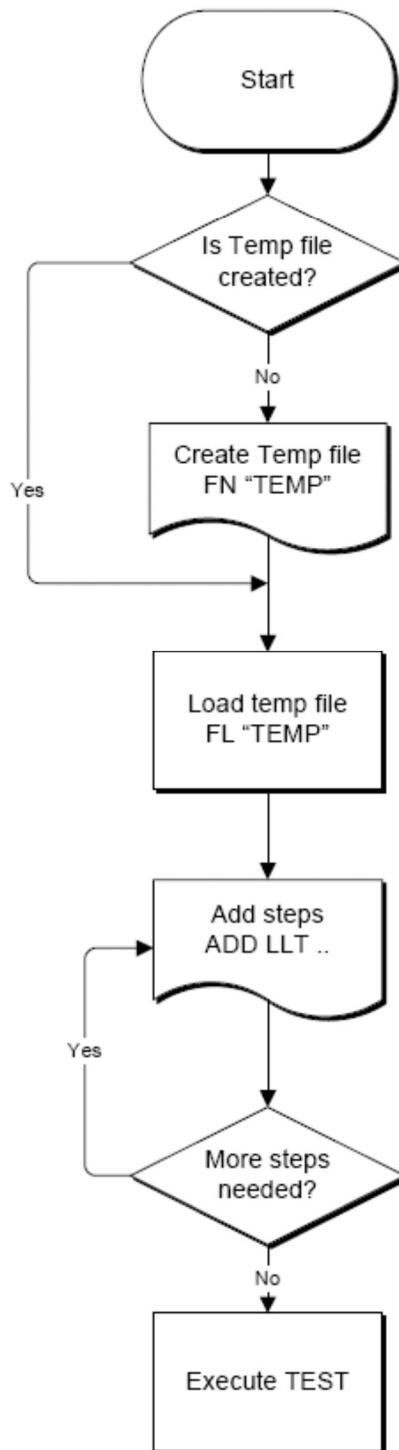 Start
Is Temp file
created?
No
Create Temp file
FN “TEMP”
Yes
Load temp file
FL “TEMP”
Add steps
ADD LLT ..
Yes
More steps
needed?
No
Execute TEST